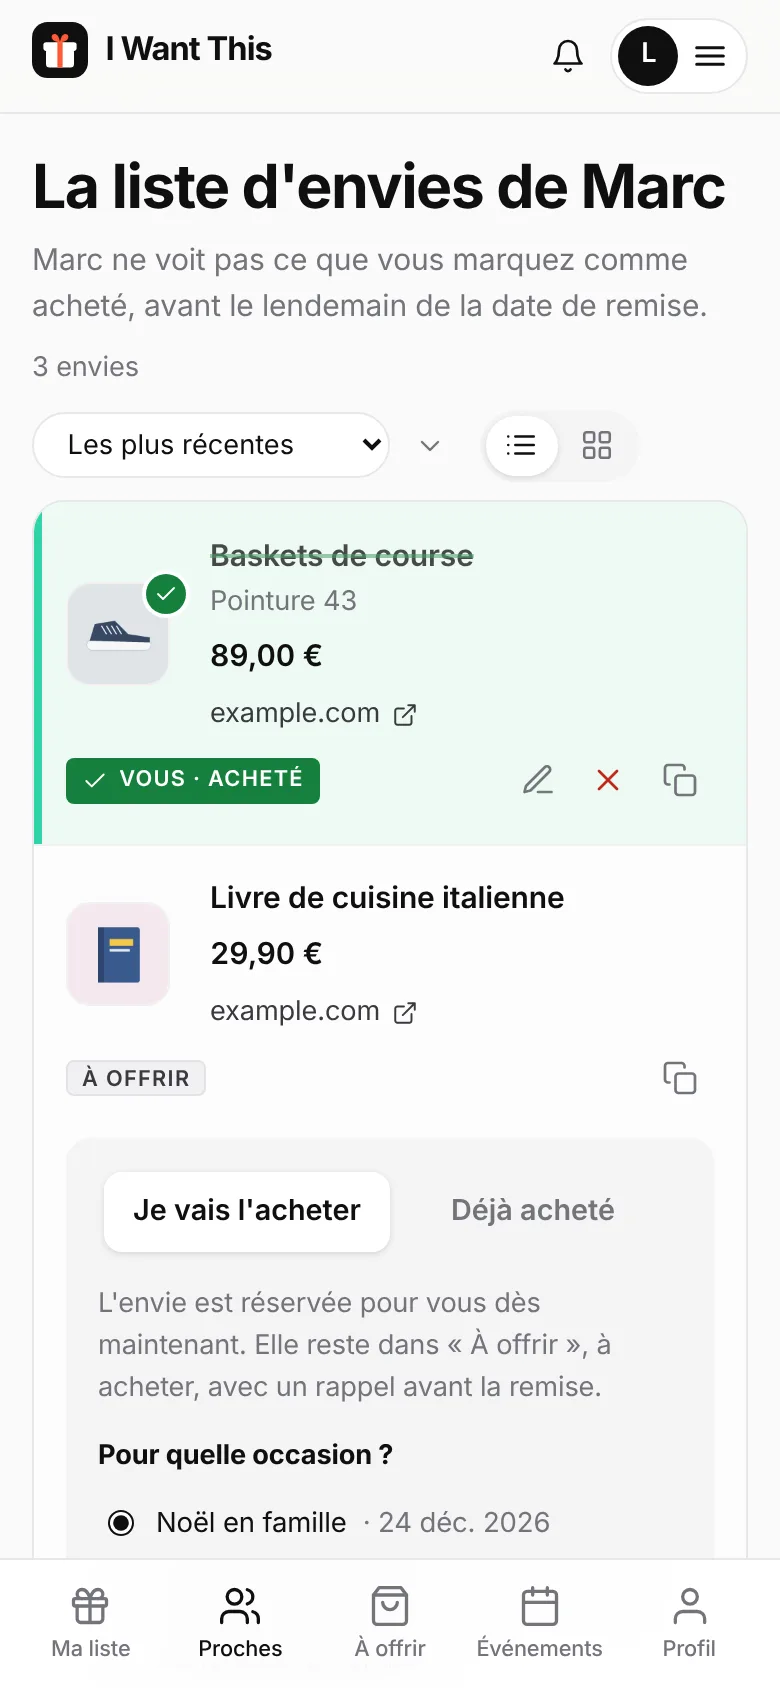 I Want This
L
La liste d'envies de Marc
Marc ne voit pas ce que vous marquez comme
acheté, avant le lendemain de la date de remise.
3 envies
Les plus récentes
Baskets de course
Pointure 43
89,00 €
example.com
VOUS · ACHETÉ
Livre de cuisine italienne
29,90 €
example.com
À OFFRIR
Je vais l'acheter
Déjà acheté
L'envie est réservée pour vous dès
maintenant. Elle reste dans « À offrir », à
acheter, avec un rappel avant la remise.
Pour quelle occasion ?
Noël en famille · 24 déc. 2026
Ma liste
Proches
À offrir
Événements
Profil